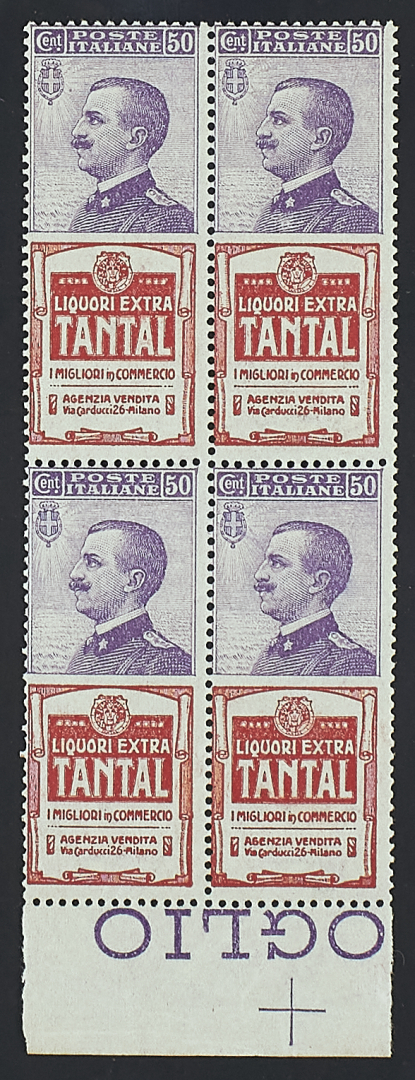 Cent POSTE ITALIANE 50
LIQUORI EXTRA
TANTAL
I MIGLIORI in COMMERCIO
AGENZIA VENDITA
Via Carducci 26-Milano
Cent POSTE ITALIANE 50
LIQUORI EXTRA
TANTAL
I MIGLIORI in COMMERCIO
AGENZIA VENDITA
Via Carducci 26-Milano
Cent POSTE ITALIANE 50
LIQUORI EXTRA
TANTAL
I MIGLIORI in COMMERCIO
AGENZIA VENDITA
Via Carducci 26-Milano
Cent POSTE ITALIANE 50
LIQUORI EXTRA
TANTAL
I MIGLIORI in COMMERCIO
AGENZIA VENDITA
Via Carducci 26-Milano
OGLIO